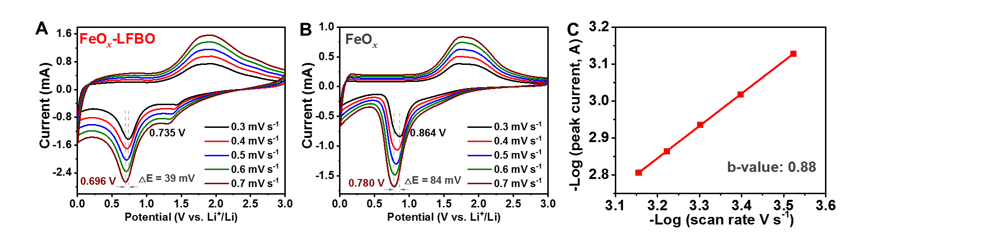 A
FeOx-LFBO
1.6
0.8
0.0
-0.8
-1.6
-2.4
Current (mA)
0.735 V
0.696 V
△E = 39 mV
0.3 mV s-1
0.4 mV s-1
0.5 mV s-1
0.6 mV s-1
0.7 mV s-1
0.0 0.5 1.0 1.5 2.0 2.5 3.0
Potential (V vs. Li+/Li)
B
FeOx
1.0
0.5
0.0
-0.5
-1.0
-1.5
Current (mA)
0.864 V
0.780 V
△E = 84 mV
0.3 mV s-1
0.4 mV s-1
0.5 mV s-1
0.6 mV s-1
0.7 mV s-1
0.0 0.5 1.0 1.5 2.0 2.5 3.0
Potential (V vs. Li+/Li)
C
3.2
3.1
3.0
2.9
2.8
-Log (peak current, A)
b-value: 0.88
3.1 3.2 3.3 3.4 3.5 3.6
-Log (scan rate V s-1)